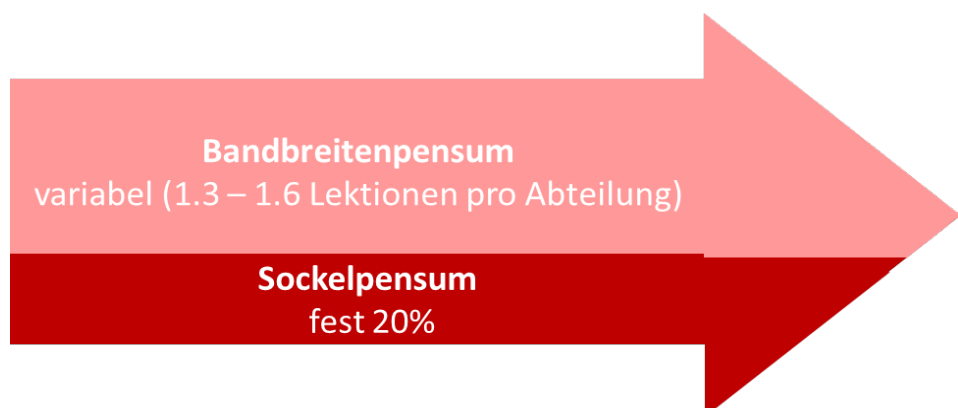 Bandbreitenpensum
variabel (1.3 – 1.6 Lektionen pro Abteilung)
Sockelpensum
fest 20%